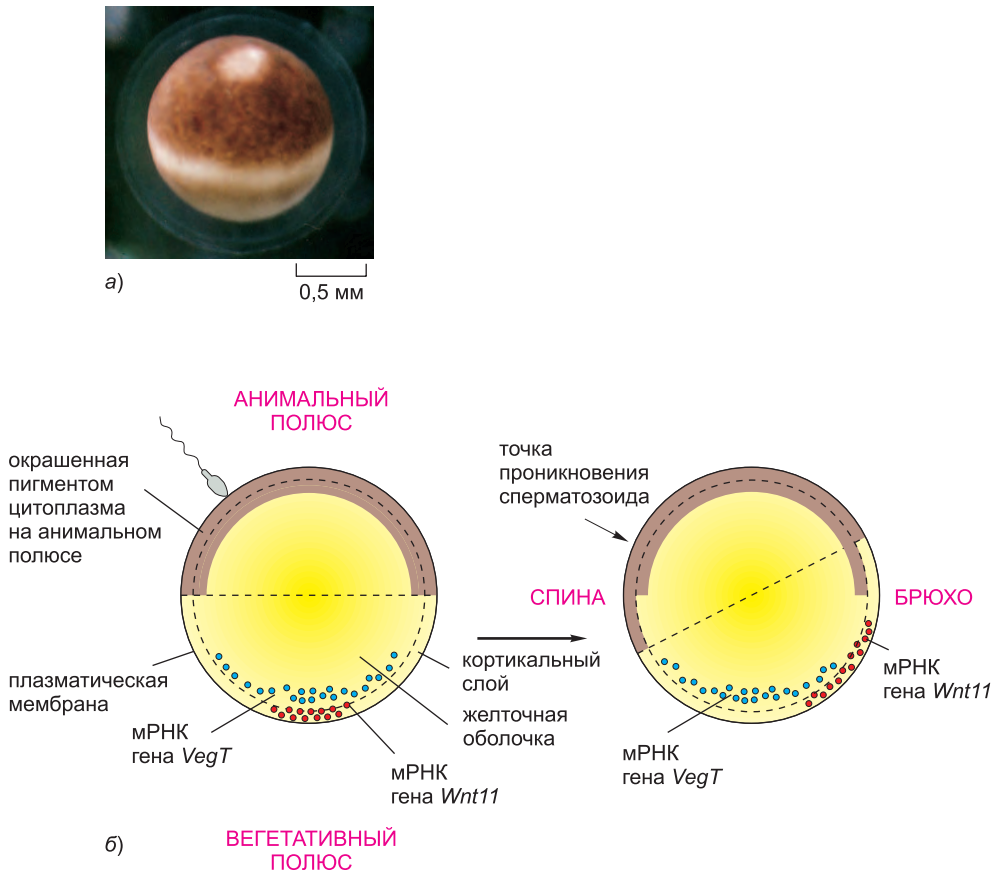 а)
0,5 мм
АНИМАЛЬНЫЙ
ПОЛЮС
окрашенная
пигментом
цитоплазма
на анимальном
полюсе
плазматическая
мембрана
мРНК
гена VegT
мРНК
гена Wnt11
кортикальный
слой
желточная
оболочка
ВЕГЕТАТИВНЫЙ
ПОЛЮС
б)
точка
проникновения
сперматозоида
СПИНА
БРЮХО
мРНК
гена Wnt11
мРНК
гена VegT